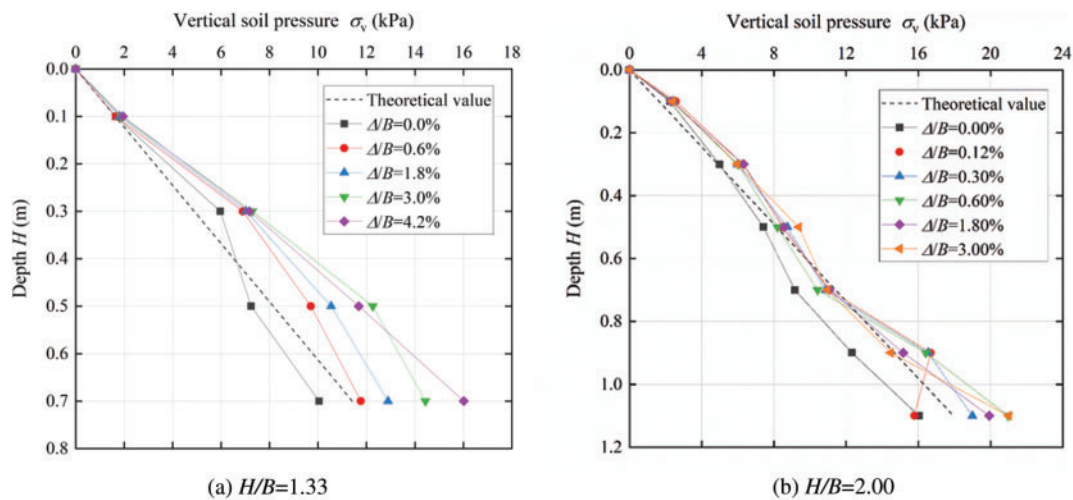 Vertical soil pressure σv (kPa)
0 2 4 6 8 10 12 14 16 18
0.0
0.1
0.2
0.3
0.4
0.5
0.6
0.7
0.8
Depth H (m)
Theoretical value
Δ/B=0.0%
Δ/B=0.6%
Δ/B=1.8%
Δ/B=3.0%
Δ/B=4.2%
(a) H/B=1.33
Vertical soil pressure σv (kPa)
0 4 8 12 16 20 24
0.0
0.2
0.4
0.6
0.8
1.0
1.2
Depth H (m)
Theoretical value
Δ/B=0.00%
Δ/B=0.12%
Δ/B=0.30%
Δ/B=0.60%
Δ/B=1.80%
Δ/B=3.00%
(b) H/B=2.00